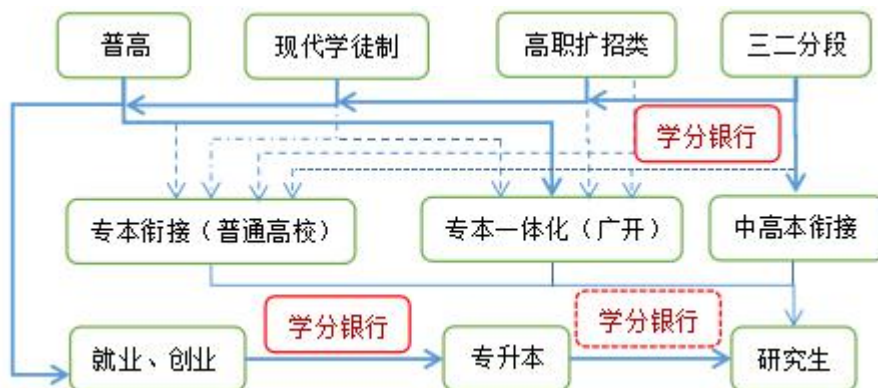 普高
现代学徒制
高职扩招类
三二分段
学分银行
专本衔接（普通高校）
专本一体化（广开）
中高本衔接
学分银行
学分银行
就业、创业
专升本
研究生